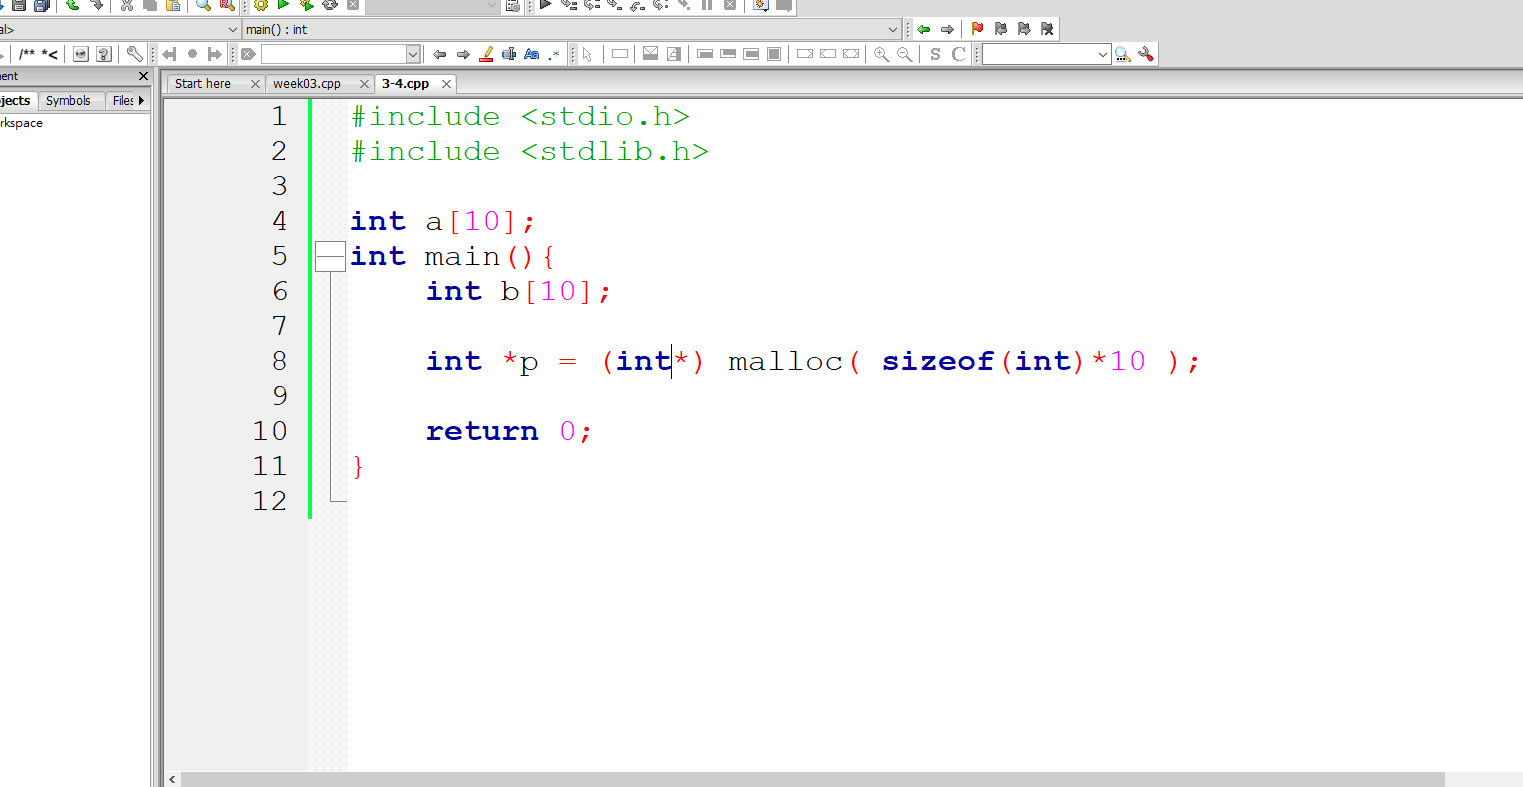 al>
main() : int
/** *<
S C
ent
Start here
week03.cpp
3-4.cpp
jects Symbols Files
rkspace
1 #include <stdio.h>
2 #include <stdlib.h>
3
4 int a[10];
5 int main(){
6 int b[10];
7
8 int *p = (int*) malloc( sizeof(int)*10 );
9
10 return 0;
11 }
12